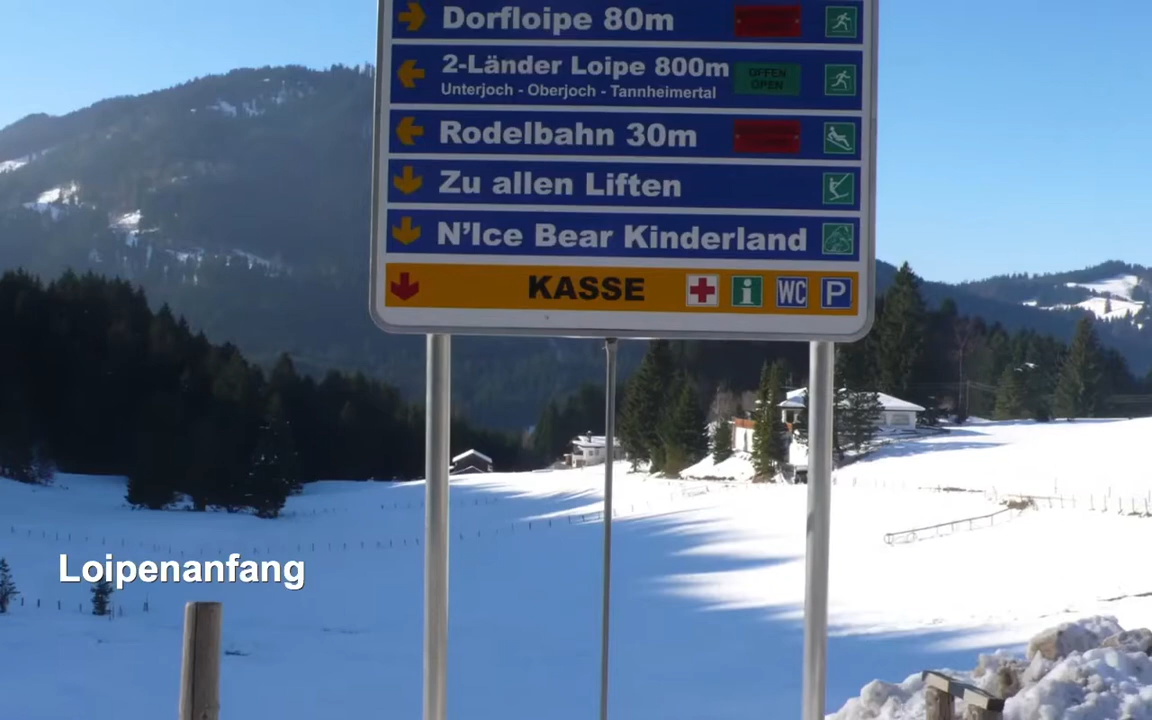 Dorfloipe 80m
2-Länder Loipe 800m
OFFEN
OPEN
Unterjoch - Oberjoch - Tannheimertal
Rodelbahn 30m
Zu allen Liften
N'Ice Bear Kinderland
KASSE i WC P
Loipenanfang